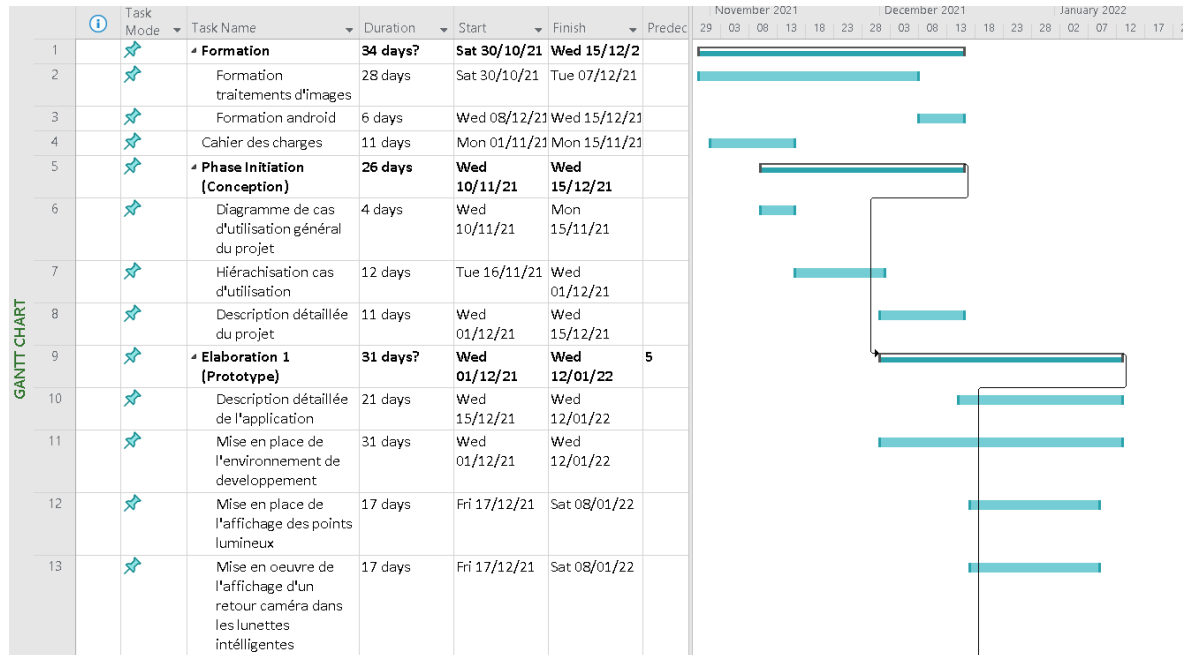 Task
Mode
Task Name
Duration
Start
Finish
Predec
November 2021
December 2021
January 2022
29 03 08 13 18 23 28 03 08 13 18 23 28 02 07 12 17
GANTT CHART
1 Formation 34 days? Sat 30/10/21 Wed 15/12/2
2 Formation 28 days Sat 30/10/21 Tue 07/12/21
traitements d'images
3 Formation android 6 days Wed 08/12/21 Wed 15/12/21
4 Cahier des charges 11 days Mon 01/11/21 Mon 15/11/21
5 Phase Initiation 26 days Wed Wed
(Conception) 10/11/21 15/12/21
6 Diagramme de cas 4 days Wed Mon
d'utilisation général 10/11/21 15/11/21
du projet
7 Hiérachisation cas 12 days Tue 16/11/21 Wed
d'utilisation 01/12/21
8 Description détaillée 11 days Wed Wed
du projet 01/12/21 15/12/21
9 Elaboration 1 31 days? Wed Wed 5
(Prototype) 01/12/21 12/01/22
10 Description détaillée 21 days Wed Wed
de l'application 15/12/21 12/01/22
11 Mise en place de 31 days Wed Wed
l'environnement de 01/12/21 12/01/22
developpement
12 Mise en place de 17 days Fri 17/12/21 Sat 08/01/22
l'affichage des points
lumineux
13 Mise en oeuvre de 17 days Fri 17/12/21 Sat 08/01/22
l'affichage d'un
retour caméra dans
les lunettes
intélligentes